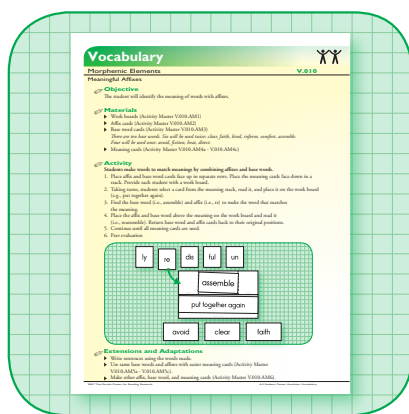 Vocabulary
Morphemic Elements V.010
Meaningful Affixes
Objective
The student will identify the meaning of words with affixes.
Materials
Work boards (Activity Master V.010.AM1)
Affix cards (Activity Master V.010.AM2)
Base word cards (Activity Master V.010.AM3)
There are ten base words. Six will be used twice: clear, faith, kind, inform, comfort, assemble.
Four will be used once: avoid, fiction, heat, direct.
Meaning cards (Activity Master V.010.AM4a - V.010.AM4c)
Activity
Students make words to match meanings by combining affixes and base words.
1. Place affix and base word cards face up in separate rows. Place the meaning cards face down in a
stack. Provide each student with a work board.
2. Taking turns, students select a card from the meaning stack, read it, and place it on the work board
(e.g., put together again).
3. Find the base word (i.e., assemble) and affix (i.e., re) to make the word that matches
the meaning.
4. Place the affix and base word above the meaning on the work board and read it
(i.e., reassemble). Return base word and affix cards back to their original positions.
5. Continue until all meaning cards are used.
6. Peer evaluation
ly re dis ful un
assemble
put together again
avoid clear faith
Extensions and Adaptations
Write sentences using the words made.
Use same base words and affixes with easier meaning cards (Activity Master
V.010.AM5a - V.010.AM5c).
Make other affix, base word, and meaning cards (Activity Master V.010.AM6).